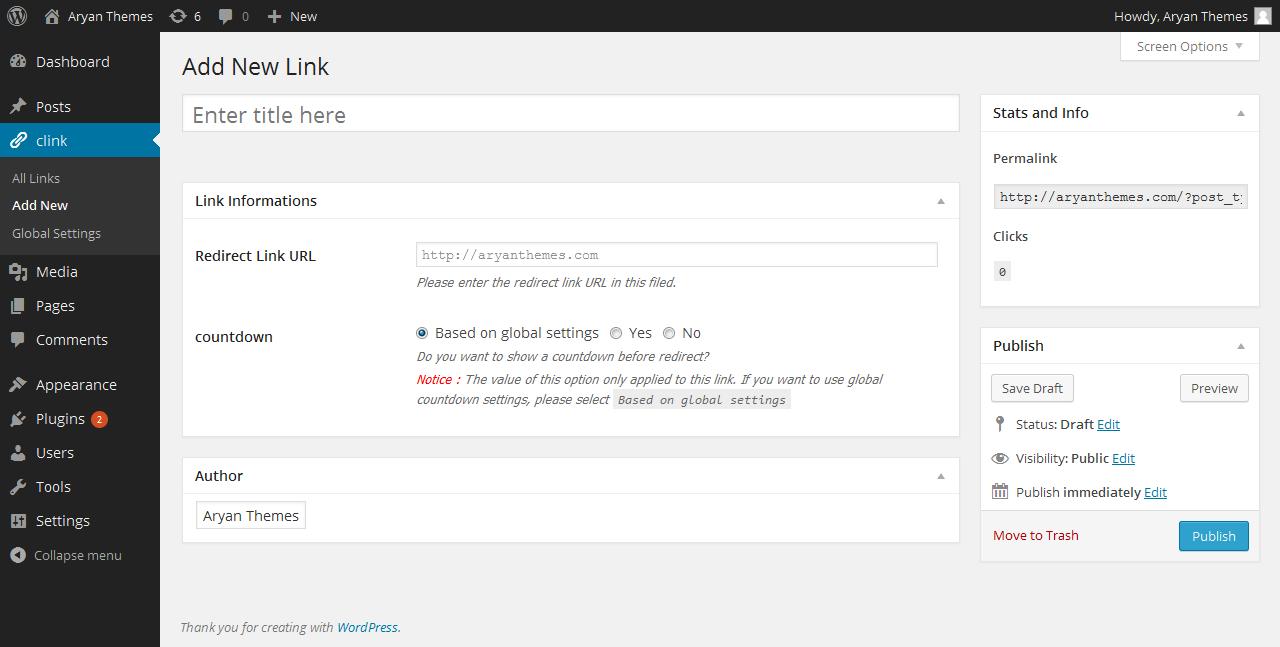 Aryan Themes 6 0 New Howdy, Aryan Themes
Screen Options
Dashboard
Posts
clink
All Links
Add New
Global Settings
Media
Pages
Comments
Appearance
Plugins 2
Users
Tools
Settings
Collapse menu
Add New Link
Enter title here
Link Informations
Redirect Link URL
http://aryanthemes.com
Please enter the redirect link URL in this filed.
countdown
Based on global settings Yes No
Do you want to show a countdown before redirect?
Notice : The value of this option only applied to this link. If you want to use global
countdown settings, please select Based on global settings
Author
Aryan Themes
Stats and Info
Permalink
http://aryanthemes.com/?post_ty
Clicks
0
Publish
Save Draft Preview
Status: Draft Edit
Visibility: Public Edit
Publish immediately Edit
Move to Trash Publish
Thank you for creating with WordPress.